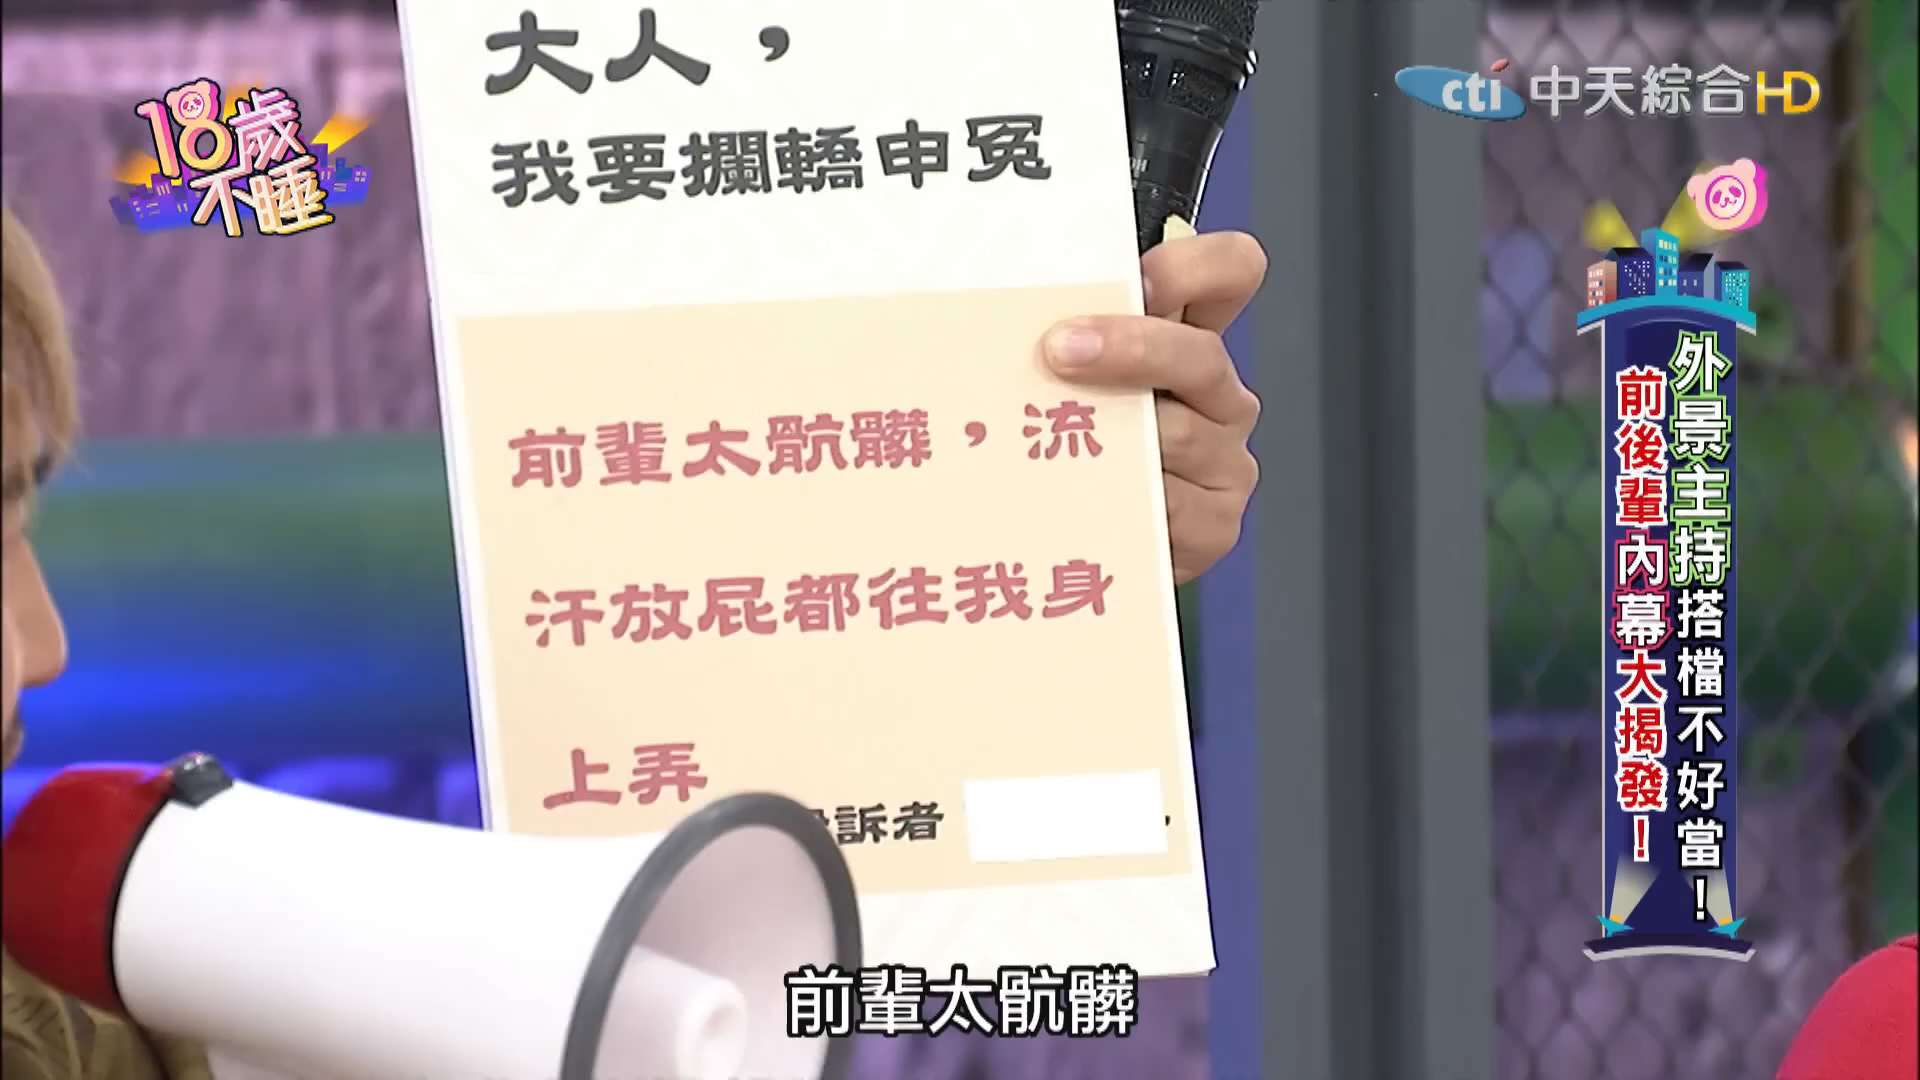 18歲
不睡
cti 中天綜合HD
大人，
我要攔轎申冤
前輩太骯髒，流
汗放屁都往我身
上弄
訴者
外景主持搭檔不好當！
前後輩內幕大揭發！
前輩太骯髒